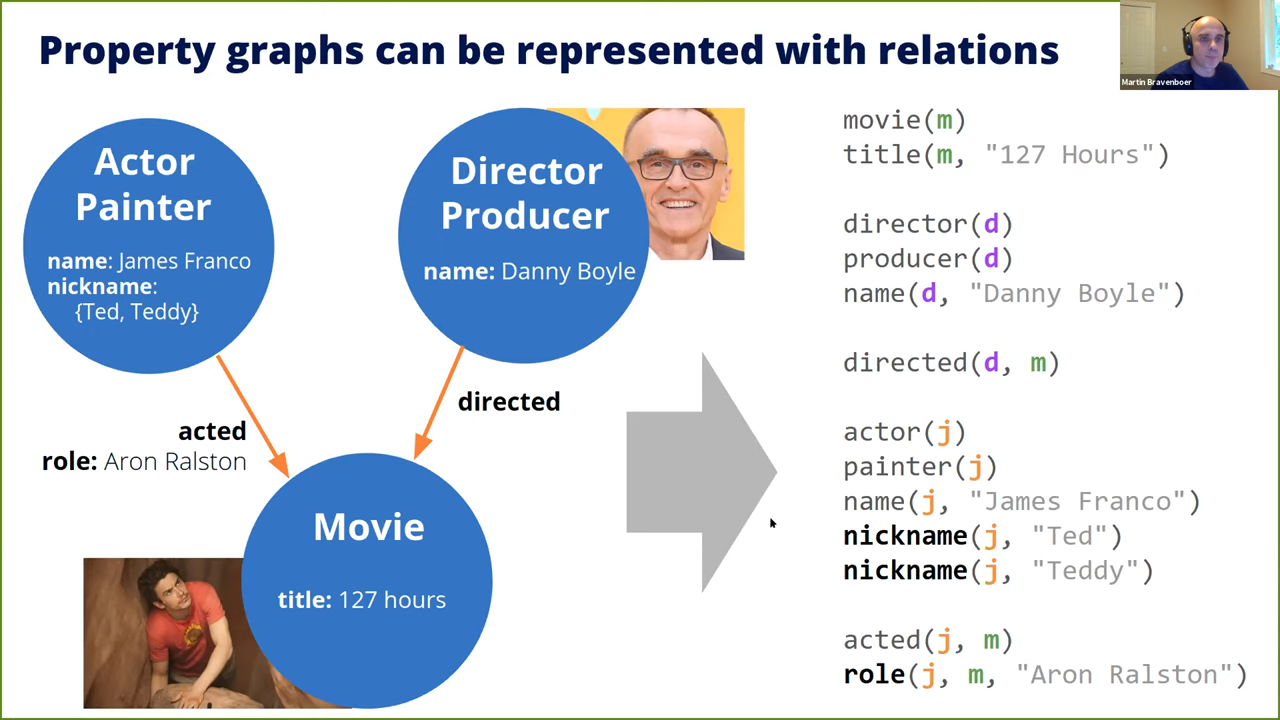 Property graphs can be represented with relations
Martin Bravenboer
Actor
Painter
name: James Franco
nickname:
{Ted, Teddy}
Director
Producer
name: Danny Boyle
acted
role: Aron Ralston
directed
Movie
title: 127 hours
movie(m)
title(m, "127 Hours")
director(d)
producer(d)
name(d, "Danny Boyle")
directed(d, m)
actor(j)
painter(j)
name(j, "James Franco")
nickname(j, "Ted")
nickname(j, "Teddy")
acted(j, m)
role(j, m, "Aron Ralston")